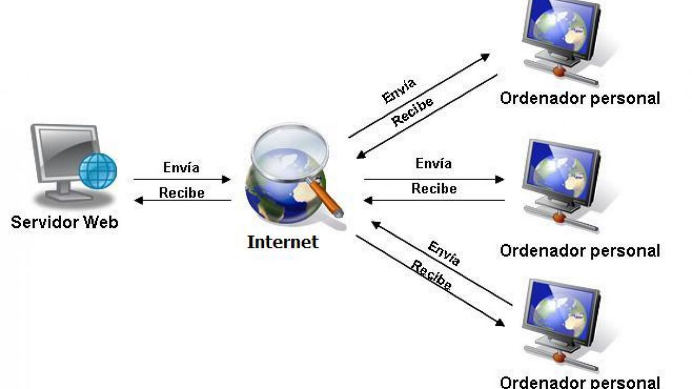 Envía
Recibe
Ordenador personal
Envía
Recibe
Servidor Web
Internet
Envía
Recibe
Ordenador personal
Envía
Recibe
Ordenador personal